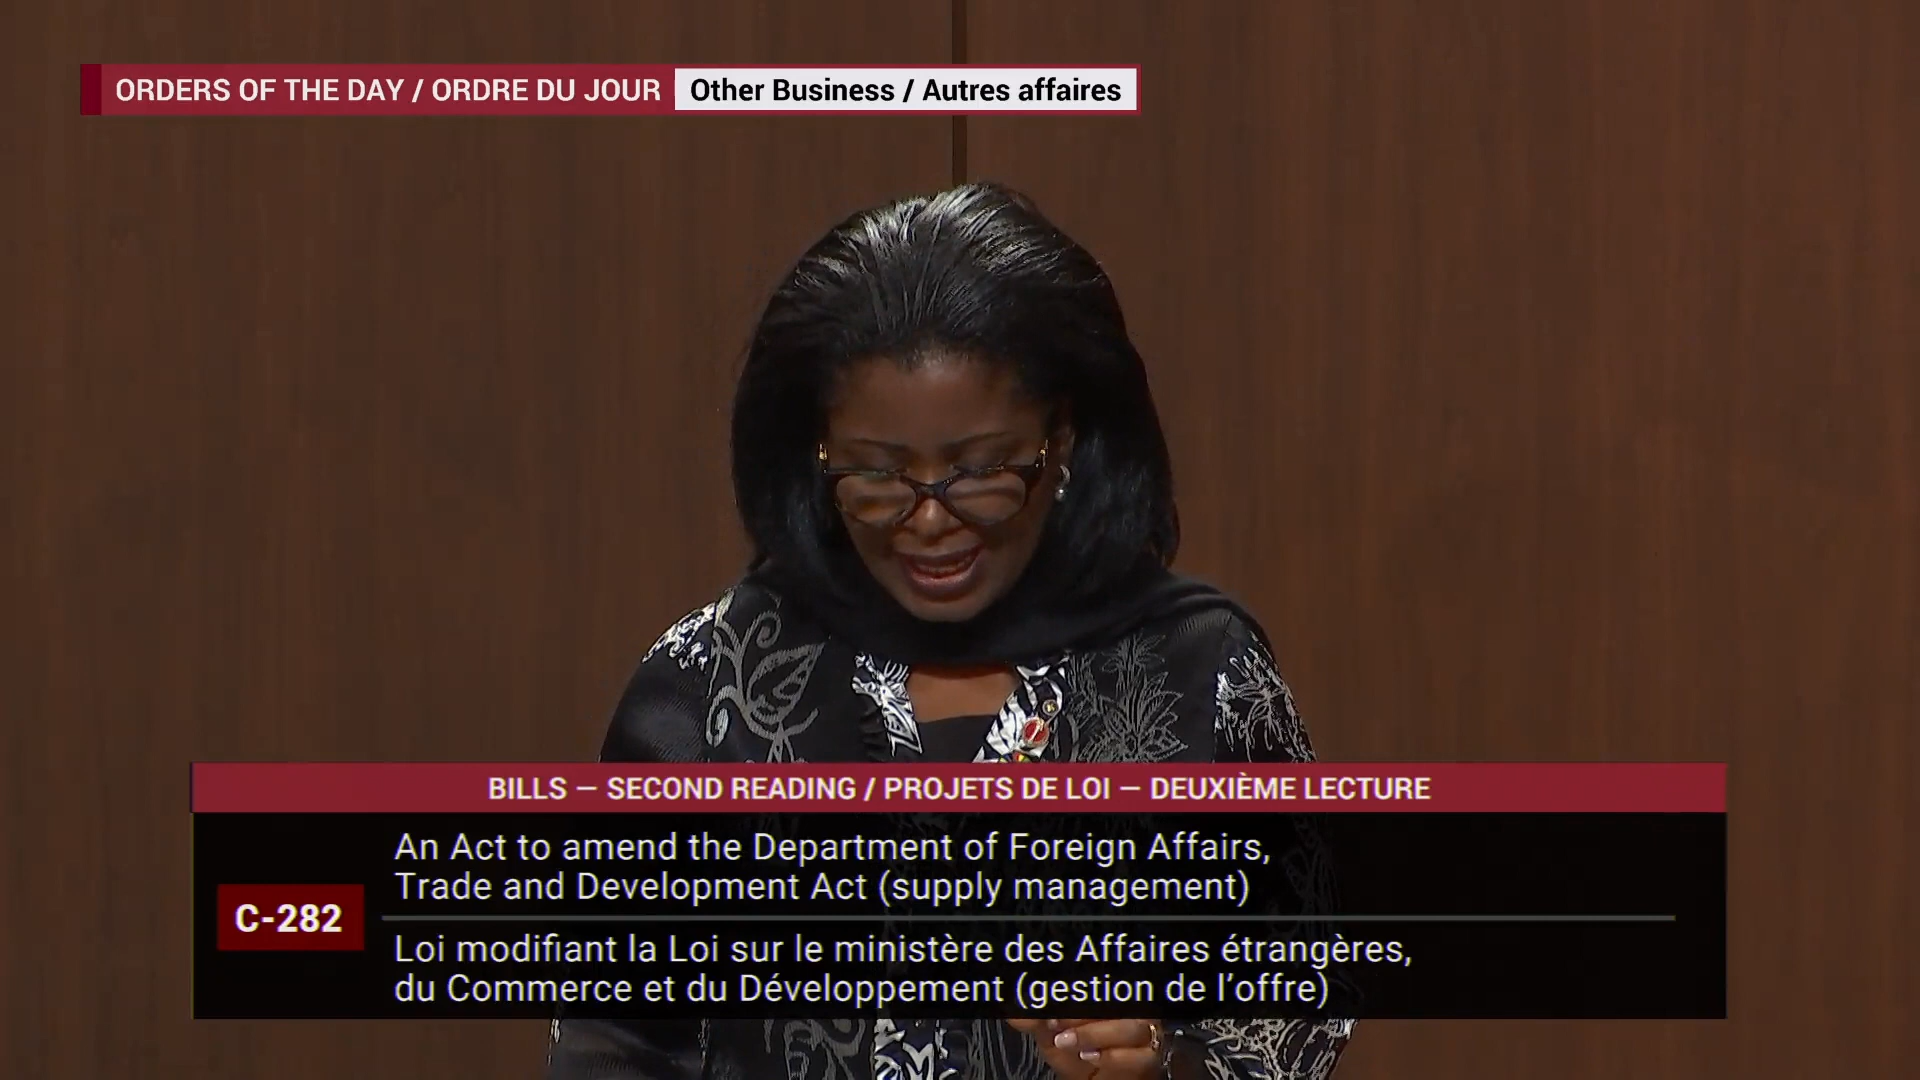 ORDERS OF THE DAY / ORDRE DU JOUR Other Business / Autres affaires
BILLS – SECOND READING / PROJETS DE LOI – DEUXIÈME LECTURE
C-282
An Act to amend the Department of Foreign Affairs,
Trade and Development Act (supply management)
Loi modifiant la Loi sur le ministère des Affaires étrangères,
du Commerce et du Développement (gestion de l’offre)